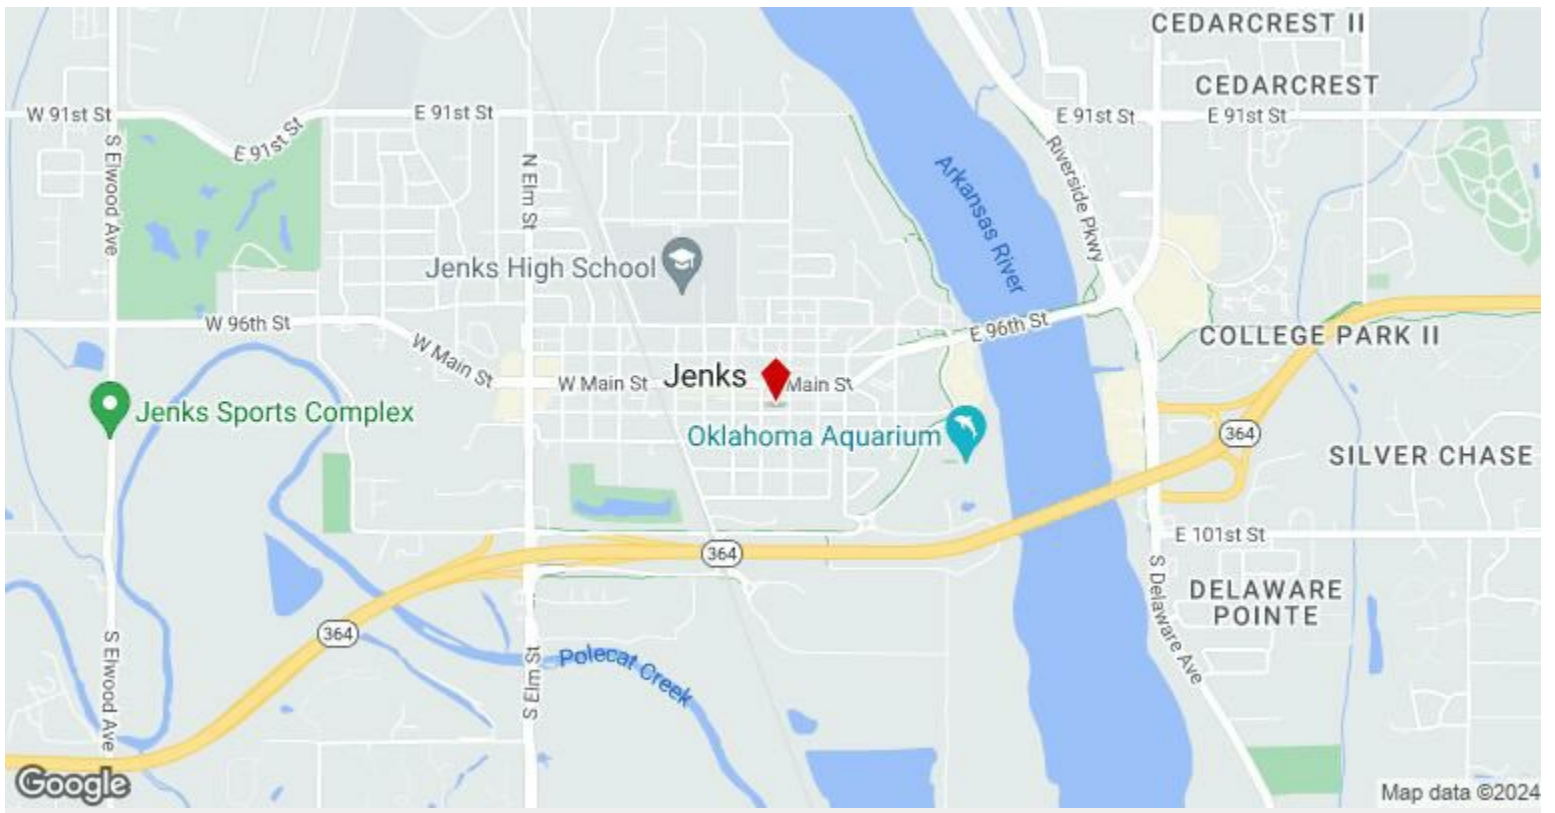 CEDARCREST II
CEDARCREST
W 91st St
E 91st St
E 91st St
E 91st St
E 91st St
S Elwood Ave
N Elm St
Riverside Pkwy
Arkansas River
Jenks High School
W 96th St
E 96th St
W Main St
COLLEGE PARK II
W Main St
Jenks
Main St
Jenks Sports Complex
Oklahoma Aquarium
364
SILVER CHASE
E 101st St
364
DELAWARE
POINTE
364
S Delaware Ave
S Elwood Ave
S Elm St
Polecat Creek
Google
Map data ©2024